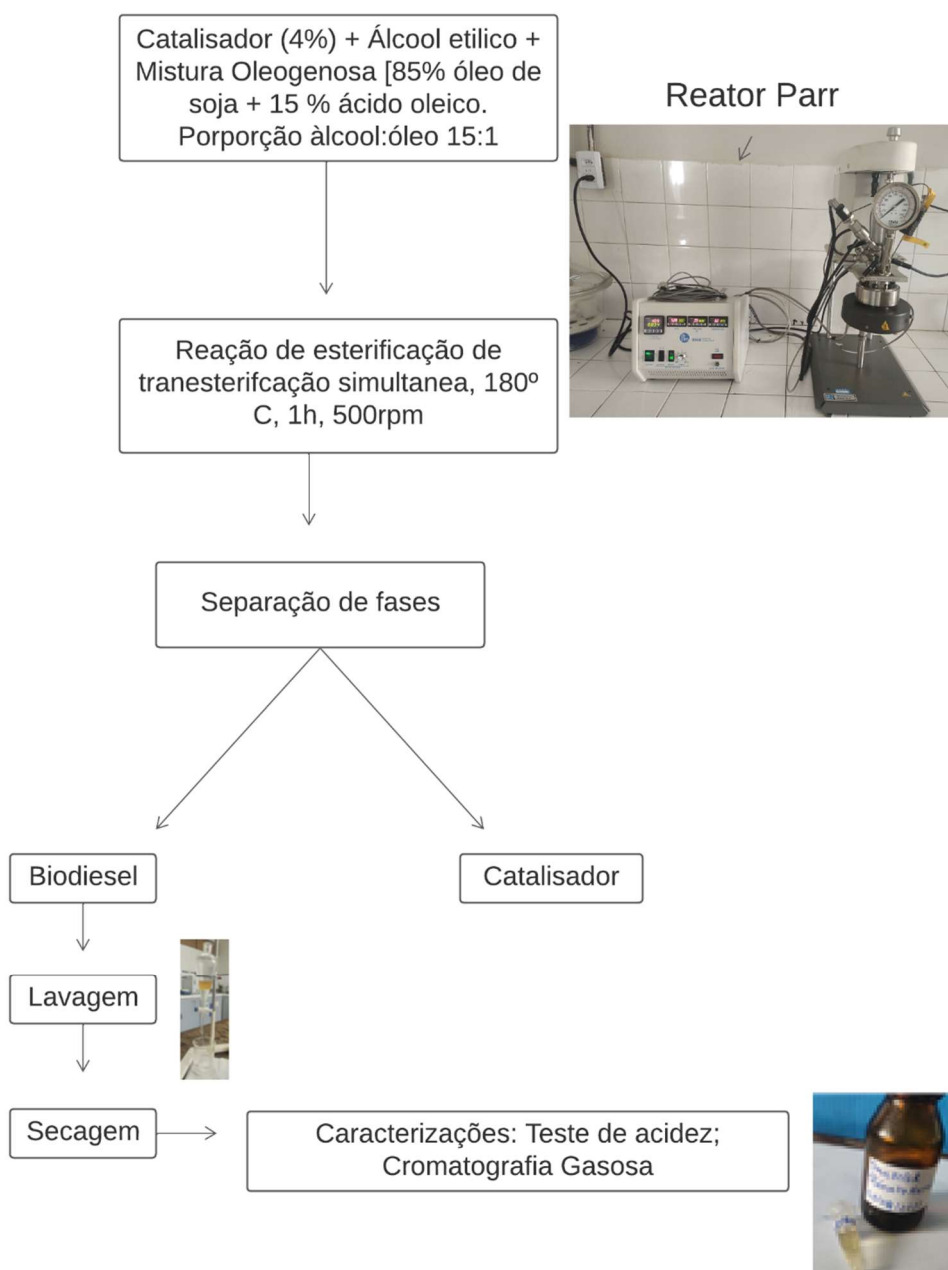 Catalisador (4%) + Álcool etilico +
Mistura Oleogenosa [85% óleo de
soja + 15 % ácido oleico.
Porporção àlcool:óleo 15:1
Reator Parr
Reação de esterificação de
tranesterifcação simultanea, 180º
C, 1h, 500rpm
Separação de fases
Biodiesel
Catalisador
Lavagem
Secagem
Caracterizações: Teste de acidez;
Cromatografia Gasosa